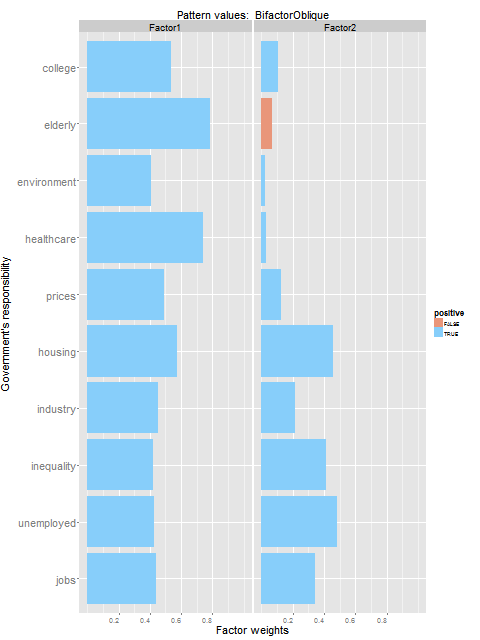 Pattern values: BifactorOblique
Factor1 Factor2
college
elderly
environment
healthcare
prices
housing
industry
inequality
unemployed
jobs
Government's responsibility
0.2 0.4 0.6 0.8 0.2 0.4 0.6 0.8
Factor weights
positive
FALSE
TRUE